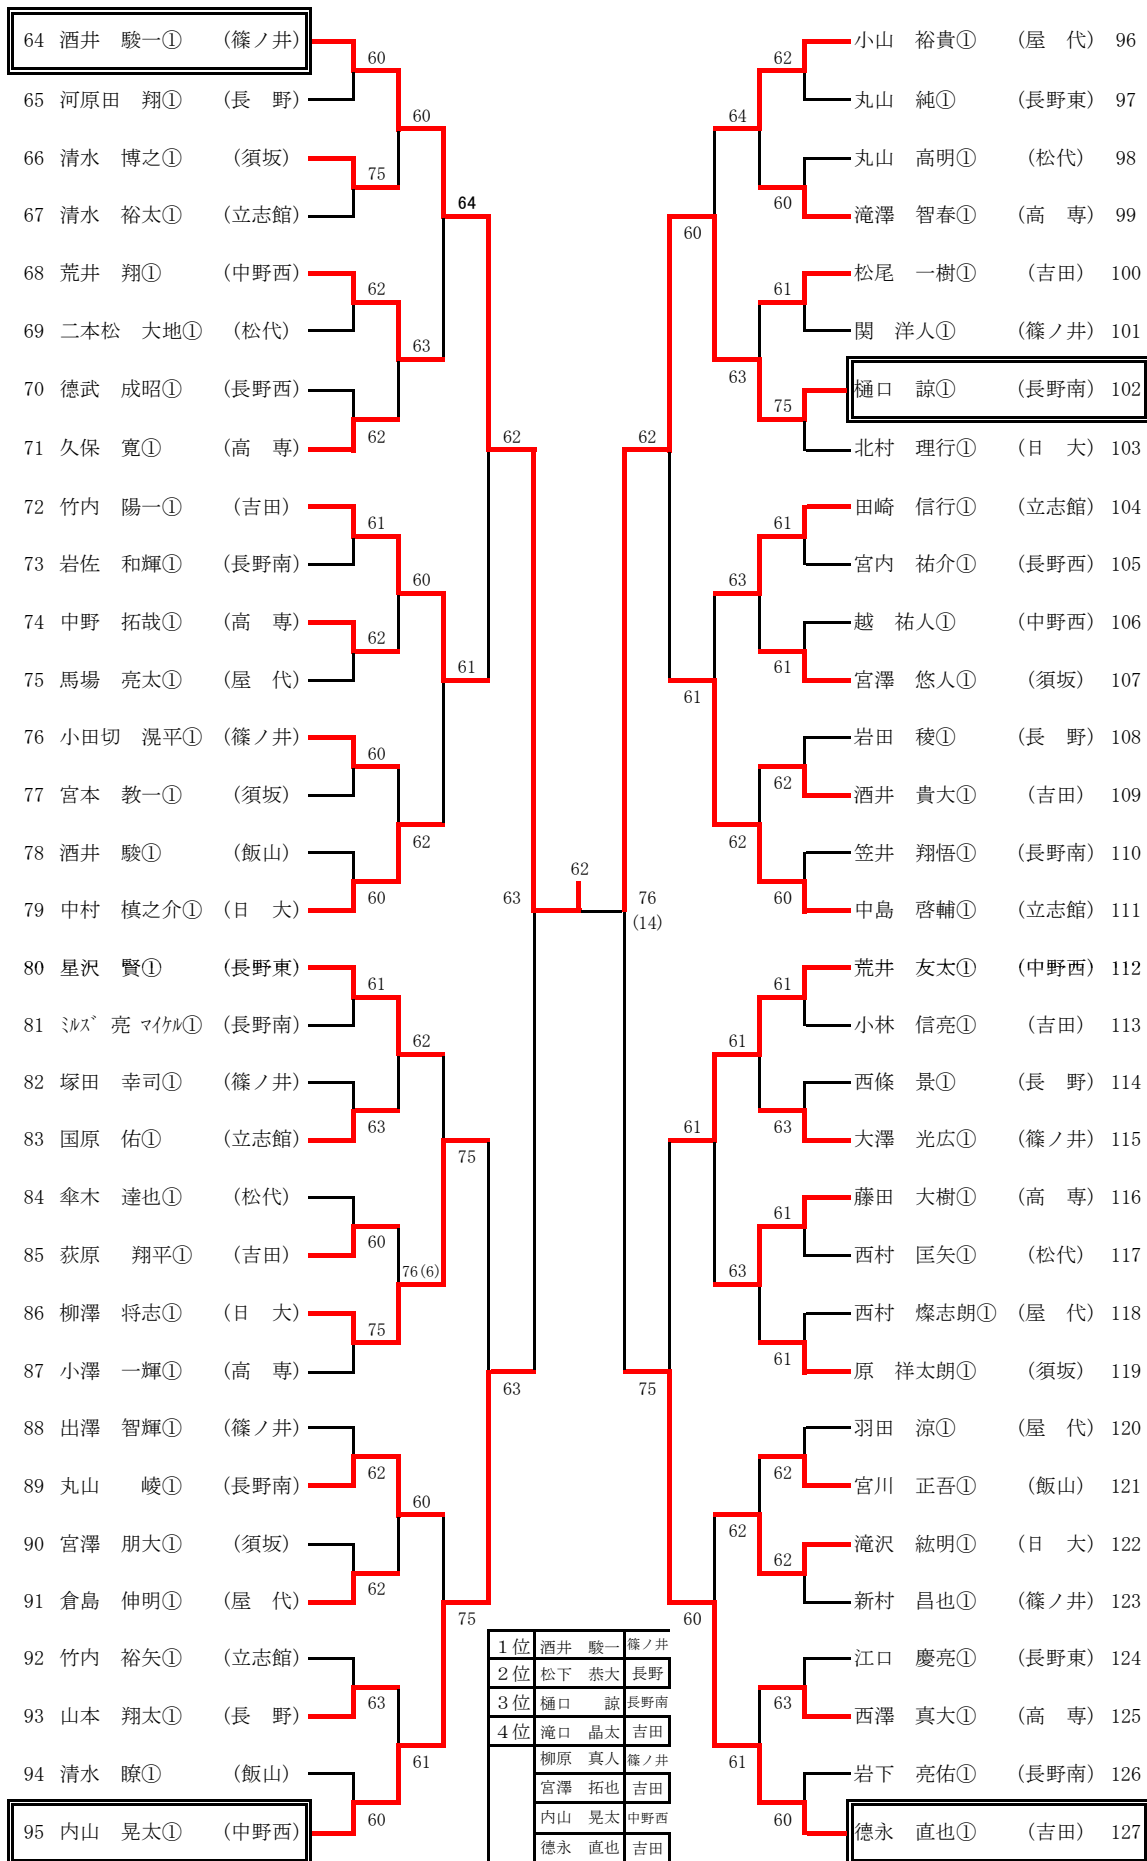 64 酒井　駿一① (篠ノ井)
60
65 河原田　翔① (長　野)
60
66 清水　博之① (須坂)
75
67 清水　裕太① (立志館)
64
68 荒井　翔① (中野西)
62
69 二本松　大地① (松代)
63
70 德武　成昭① (長野西)
62
71 久保　寛① (高　専)
62
72 竹内　陽一① (吉田)
61
73 岩佐　和輝① (長野南)
60
74 中野　拓哉① (高　専)
62
75 馬場　亮太① (屋　代)
61
76 小田切　滉平① (篠ノ井)
60
77 宮本　教一① (須坂)
62
78 酒井　駿① (飯山)
60
79 中村　槙之介① (日　大)
63
62
80 星沢　賢① (長野東)
61
81 ﾐﾙｽﾞ 亮 ﾏｲｹﾙ① (長野南)
62
82 塚田　幸司① (篠ノ井)
63
83 国原　佑① (立志館)
75
84 傘木　達也① (松代)
60
85 荻原　翔平① (吉田)
76(6)
86 柳澤　将志① (日　大)
75
87 小澤　一輝① (高　専)
63
88 出澤　智輝① (篠ノ井)
62
89 丸山　崚① (長野南)
60
90 宮澤　朋大① (須坂)
62
91 倉島　伸明① (屋　代)
75
92 竹内　裕矢① (立志館)
63
93 山本　翔太① (長　野)
61
94 清水　瞭① (飯山)
60
95 内山　晃太① (中野西)
小山　裕貴① (屋　代) 96
62
丸山　純① (長野東) 97
64
丸山　高明① (松代) 98
60
滝澤　智春① (高　専) 99
60
松尾　一樹① (吉田) 100
61
関　洋人① (篠ノ井) 101
63
樋口　諒① (長野南) 102
75
北村　理行① (日　大) 103
62
田崎　信行① (立志館) 104
61
宮内　祐介① (長野西) 105
63
越　祐人① (中野西) 106
61
宮澤　悠人① (須坂) 107
61
岩田　稜① (長　野) 108
62
酒井　貴大① (吉田) 109
62
笠井　翔悟① (長野南) 110
60
中島　啓輔① (立志館) 111
76
(14)
荒井　友太① (中野西) 112
61
小林　信亮① (吉田) 113
61
西條　景① (長　野) 114
63
大澤　光広① (篠ノ井) 115
61
藤田　大樹① (高　専) 116
61
西村　匡矢① (松代) 117
63
西村　燦志朗① (屋　代) 118
61
原　祥太朗① (須坂) 119
75
羽田　涼① (屋　代) 120
62
宮川　正吾① (飯山) 121
62
滝沢　紘明① (日　大) 122
62
新村　昌也① (篠ノ井) 123
60
江口　慶亮① (長野東) 124
63
西澤　真大① (高　専) 125
61
岩下　亮佑① (長野南) 126
60
德永　直也① (吉田) 127
１位 酒井　駿一 篠ノ井
２位 松下　恭大 長野
３位 樋口　諒 長野南
４位 滝口　晶太 吉田
柳原　真人 篠ノ井
宮澤　拓也 吉田
内山　晃太 中野西
德永　直也 吉田